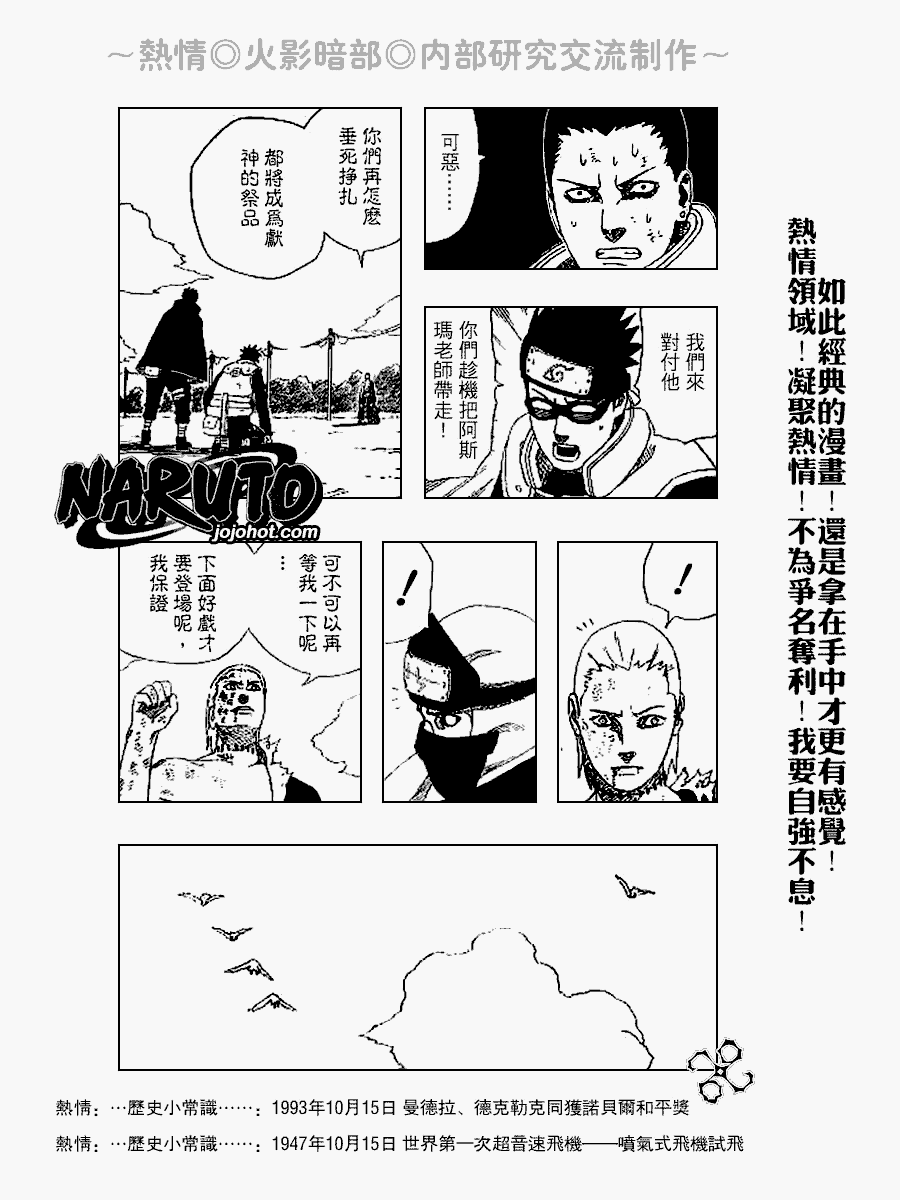 ～熱情◎火影暗部◎内部研究交流制作～
可惡……
你們再怎麼
垂死掙扎
都將成爲獻
神的祭品
我們來
對付他
你們趁機把阿斯
瑪老師帶走！
NARUTO
jojohot.com
！
！
可不可以再
等我一下呢
…
下面好戲才
要登場呢，
我保證
如此經典的漫畫！還是拿在手中才更有感覺！
熱情領域！凝聚熱情！不為爭名奪利！我要自強不息！
熱情：…歷史小常識……：1993年10月15日 曼德拉、德克勒克同獲諾貝爾和平獎
熱情：…歷史小常識……：1947年10月15日 世界第一次超音速飛機——噴氣式飛機試飛